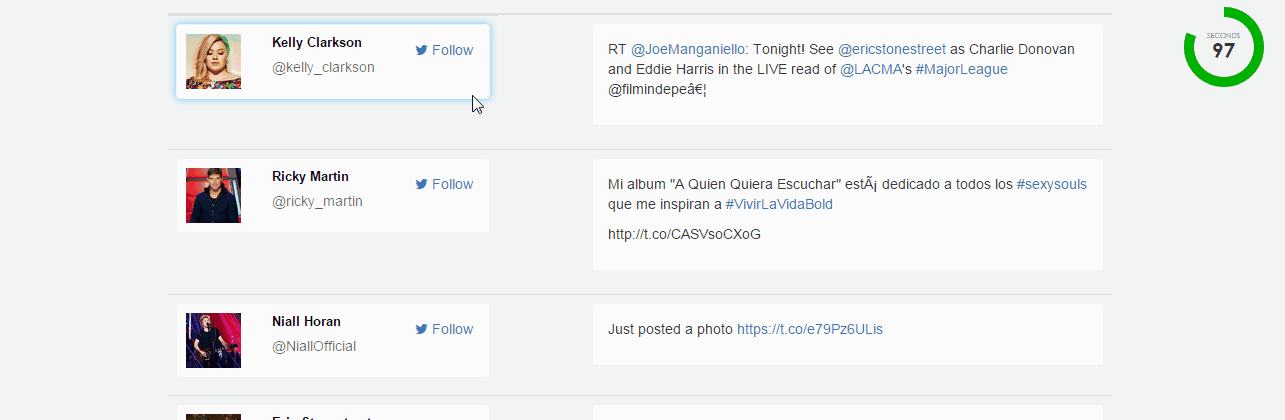 SECONDS
97
Kelly Clarkson
Follow
@kelly_clarkson
RT @JoeManganiello: Tonight! See @ericstonestreet as Charlie Donovan
and Eddie Harris in the LIVE read of @LACMA's #MajorLeague
@filmindepeâ€¦
Ricky Martin
Follow
@ricky_martin
Mi album "A Quien Quiera Escuchar" estÃ¡ dedicado a todos los #sexysouls
que me inspiran a #VivirLaVidaBold
http://t.co/CASVsoCXoG
Niall Horan
Follow
@NiallOfficial
Just posted a photo https://t.co/e79Pz6ULis